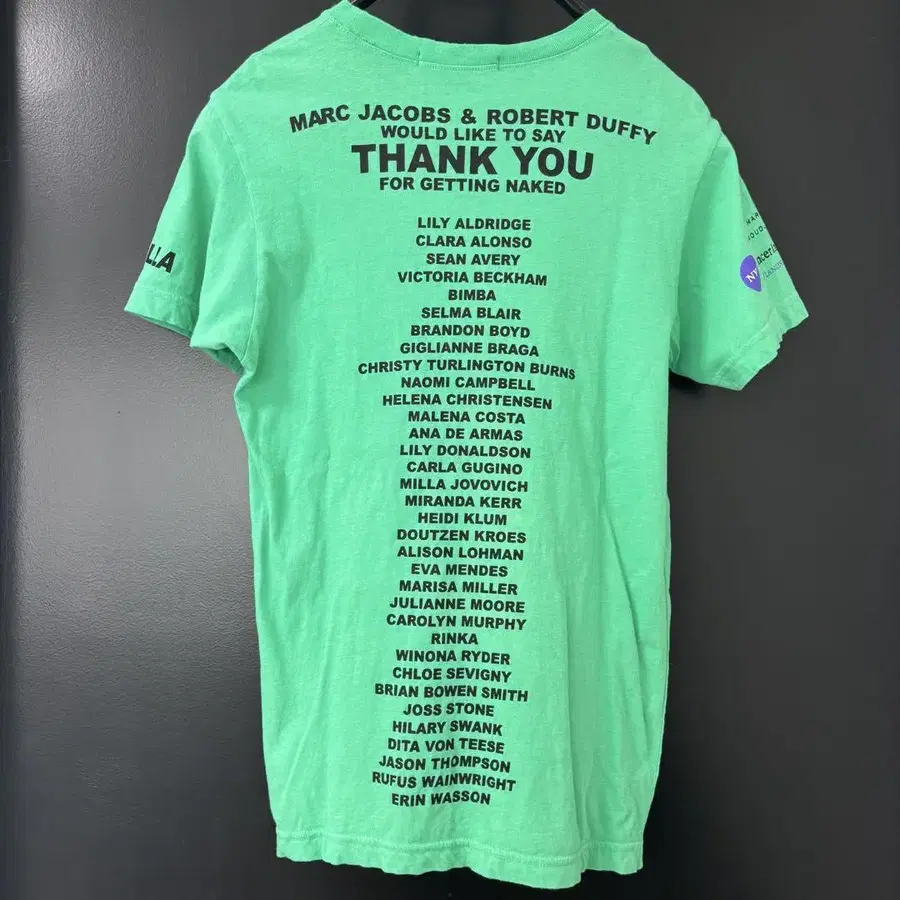 MARC JACOBS & ROBERT DUFFY
WOULD LIKE TO SAY
THANK YOU
FOR GETTING NAKED
LILY ALDRIDGE
CLARA ALONSO
SEAN AVERY
VICTORIA BECKHAM
BIMBA
SELMA BLAIR
BRANDON BOYD
GIGLIANNE BRAGA
CHRISTY TURLINGTON BURNS
NAOMI CAMPBELL
HELENA CHRISTENSEN
MALENA COSTA
ANA DE ARMAS
LILY DONALDSON
CARLA GUGINO
MILLA JOVOVICH
MIRANDA KERR
HEIDI KLUM
DOUTZEN KROES
ALISON LOHMAN
EVA MENDES
MARISA MILLER
JULIANNE MOORE
CAROLYN MURPHY
RINKA
WINONA RYDER
CHLOE SEVIGNY
BRIAN BOWEN SMITH
JOSS STONE
HILARY SWANK
DITA VON TEESE
JASON THOMPSON
RUFUS WAINWRIGHT
ERIN WASSON